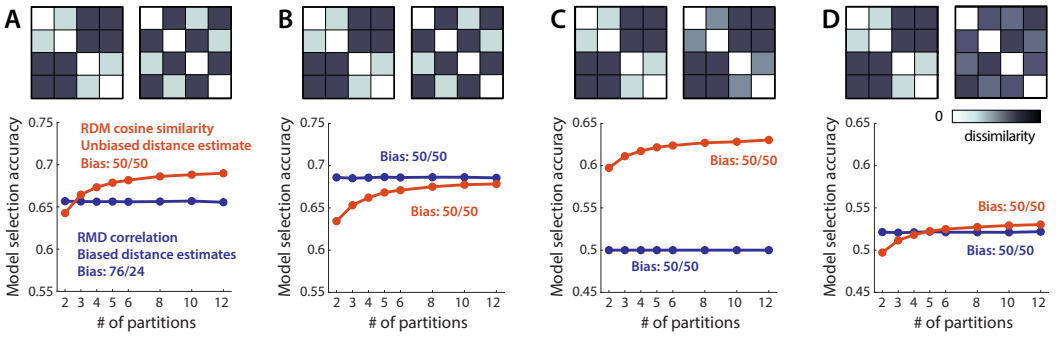 A
B
C
D
0
dissimilarity
Model selection accuracy
0.75
0.7
0.65
0.6
0.55
RDM cosine similarity
Unbiased distance estimate
Bias: 50/50
RMD correlation
Biased distance estimates
Bias: 76/24
2 3 4 5 6 8 10 12
# of partitions
Model selection accuracy
0.75
0.7
0.65
0.6
0.55
Bias: 50/50
Bias: 50/50
2 3 4 5 6 8 10 12
# of partitions
Model selection accuracy
0.65
0.6
0.55
0.5
0.45
Bias: 50/50
Bias: 50/50
2 3 4 5 6 8 10 12
# of partitions
Model selection accuracy
0.65
0.6
0.55
0.5
0.45
Bias: 50/50
Bias: 50/50
2 3 4 5 6 8 10 12
# of partitions